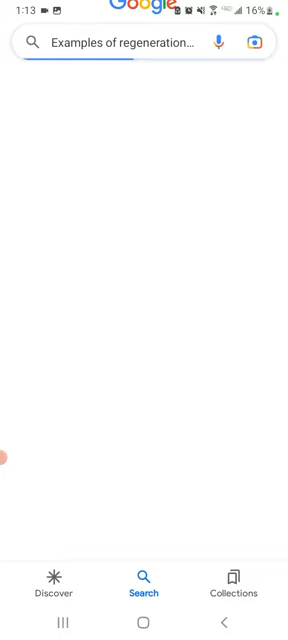 1:13 16%
Google
Examples of regeneration...
Discover Search Collections